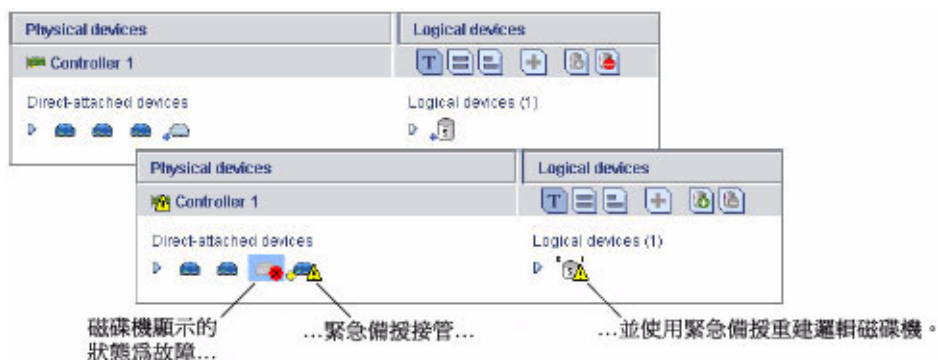 Physical devices
Logical devices
Controller 1
T
Direct-attached devices
Logical devices (1)
5
Physical devices
Logical devices
Controller 1
T
Direct-attached devices
Logical devices (1)
5
磁碟機顯示的
狀態為故障...
...緊急備援接管...
...並使用緊急備援重建邏輯磁碟機。